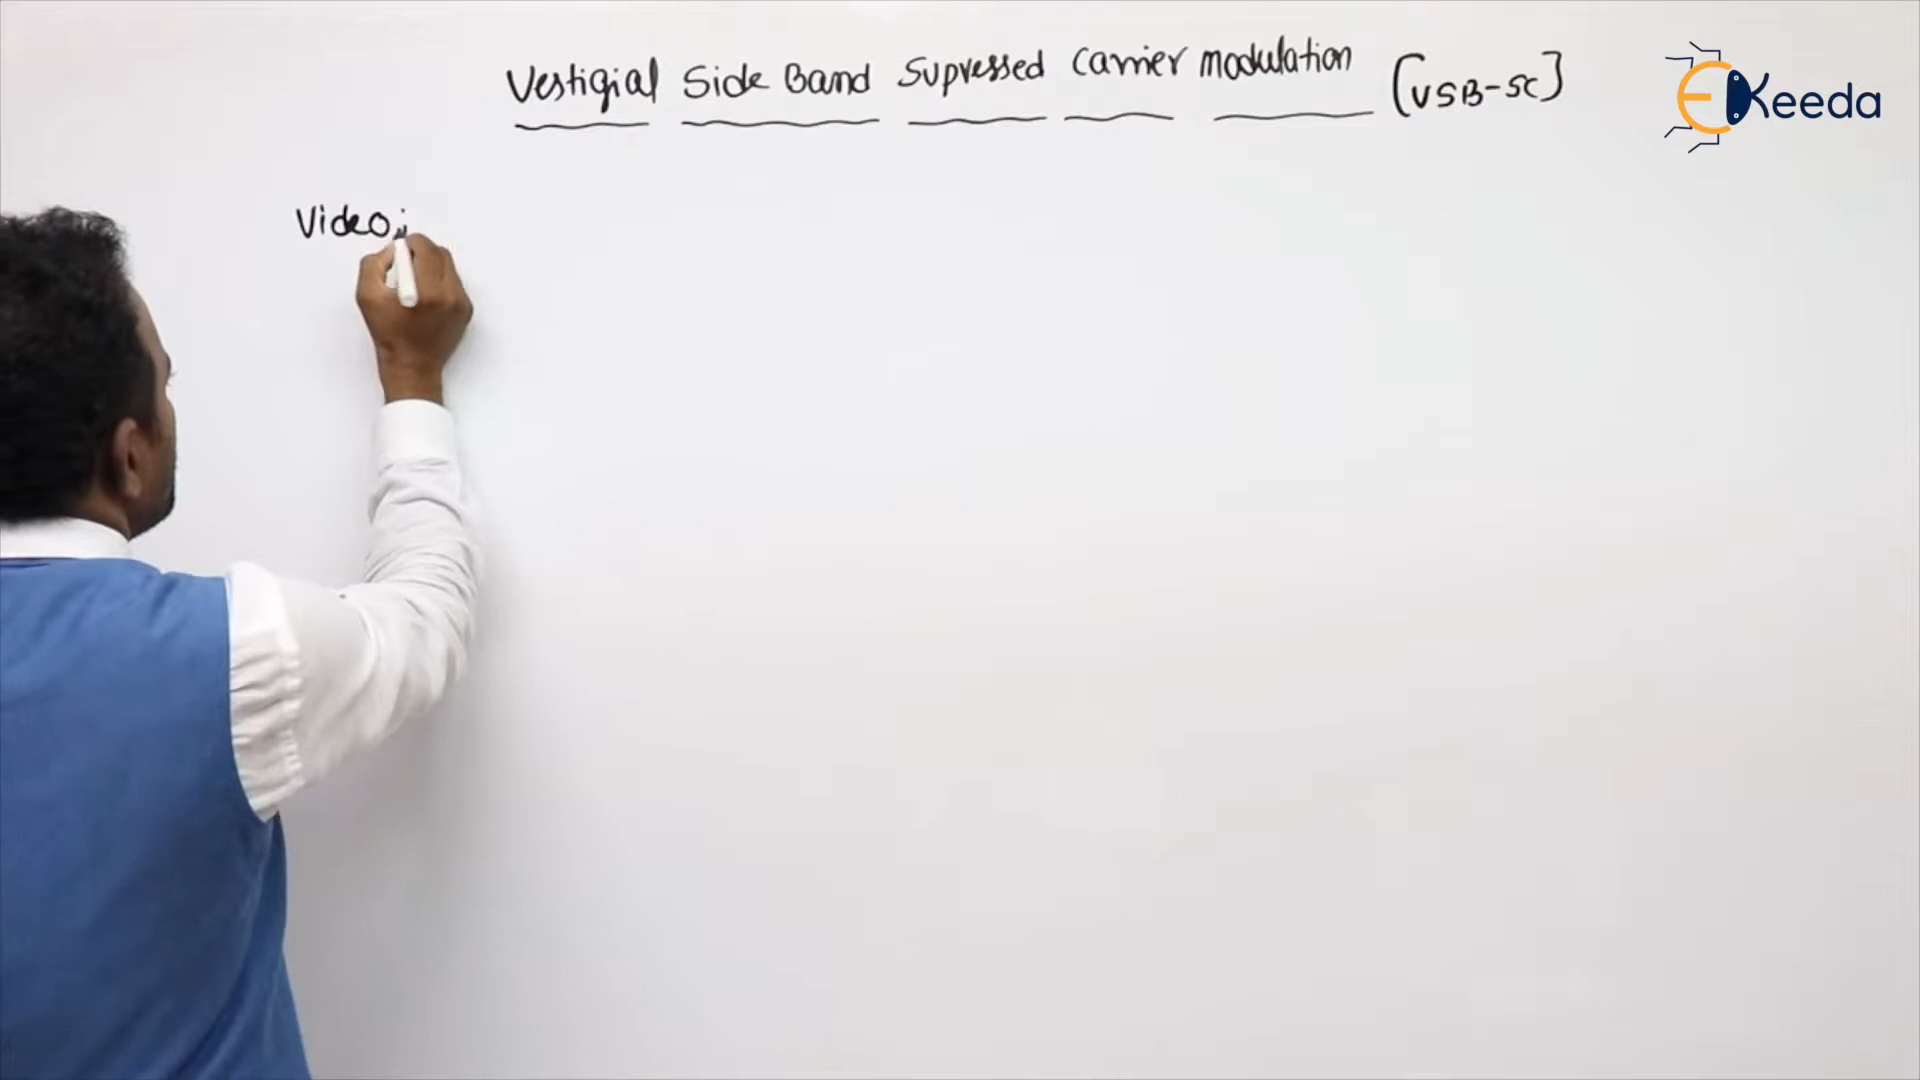 Vestigial Side Band Supressed Carrier modulation (VSB-SC)
EKeeda
Video